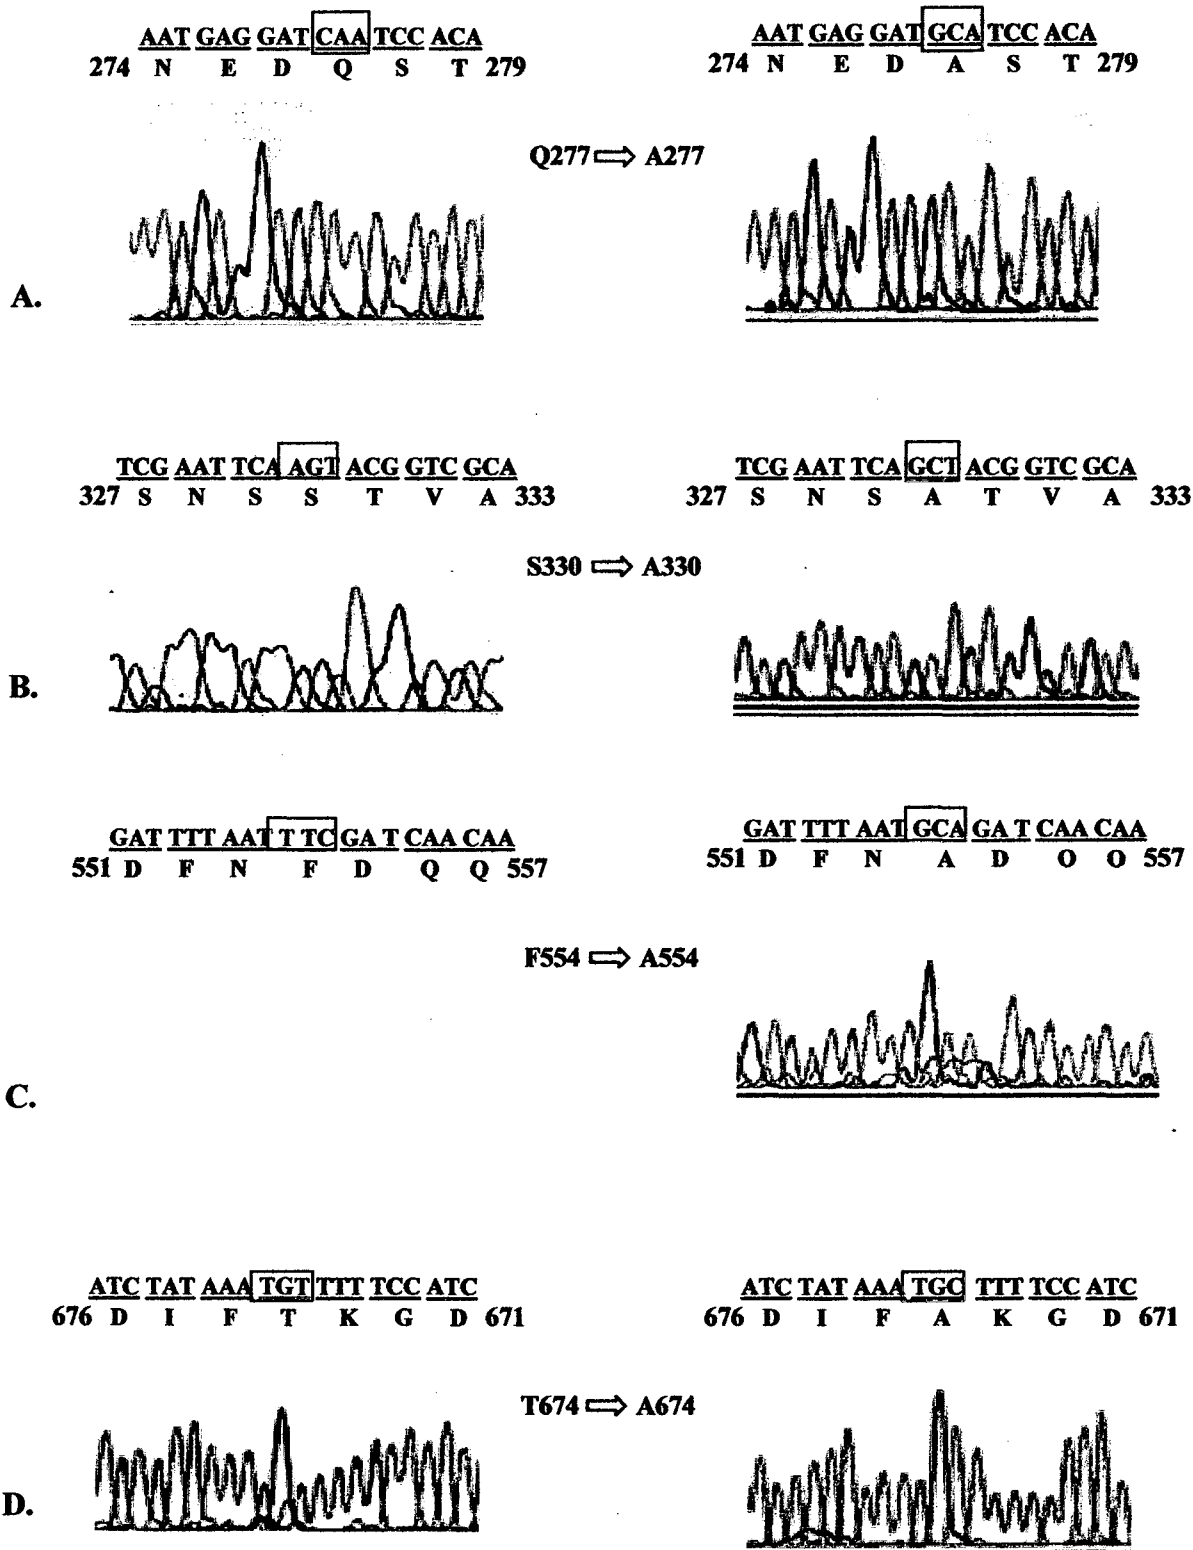 AAT GAG GAT CAA TCC ACA
274 N E D Q S T 279
AAT GAG GAT GCA TCC ACA
274 N E D A S T 279
Q277 ⇨ A277
A.
TCG AAT TCA AGT ACG GTC GCA
327 S N S S T V A 333
TCG AAT TCA GCT ACG GTC GCA
327 S N S A T V A 333
S330 ⇨ A330
B.
GAT TTT AAT T TC GA T CAA CAA
551 D F N F D Q Q 557
GAT TTT AAT GCA GA T CAA CAA
551 D F N A D O O 557
F554 ⇨ A554
C.
ATC TAT AAA TGT TTT TCC ATC
676 D I F T K G D 671
ATC TAT AAA TGC TTT TCC ATC
676 D I F A K G D 671
T674 ⇨ A674
D.